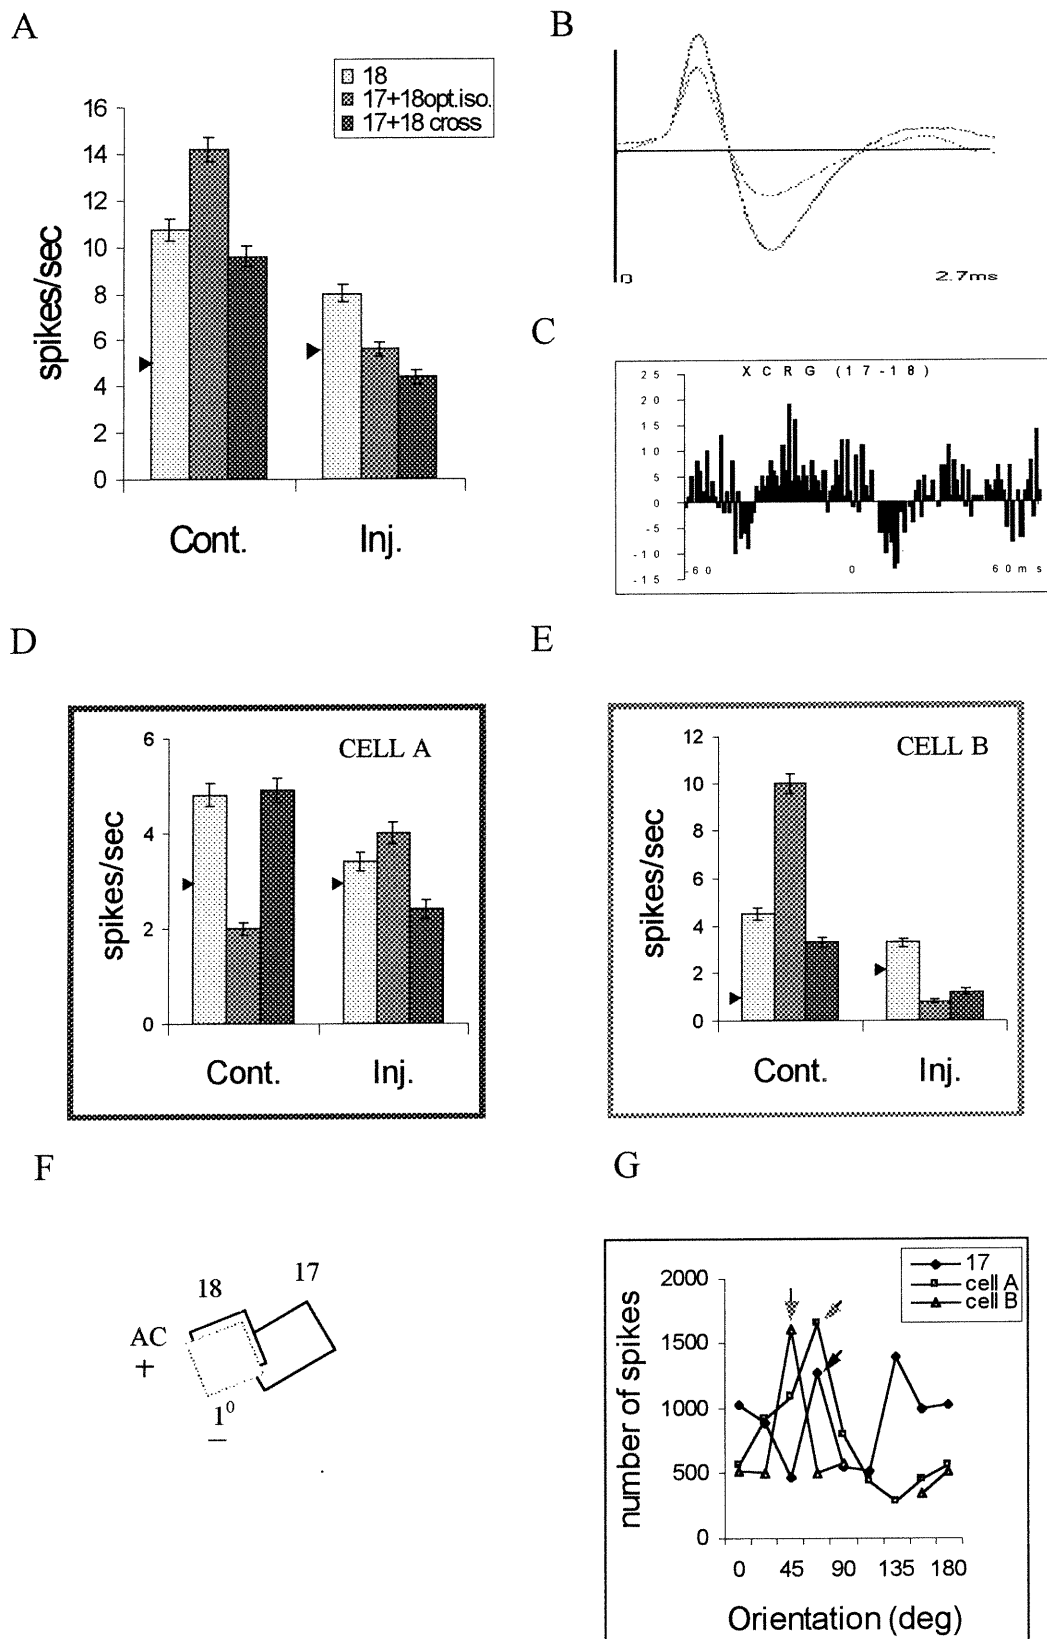 A
18
17+18opt.iso.
17+18 cross
16
14
12
10
8
6
4
2
0
spikes/sec
Cont.
Inj.
B
0
2.7ms
C
XCRG (17-18)
25
20
15
10
5
0
-5
-10
-15
-60
0
60ms
D
CELL A
6
4
2
0
spikes/sec
Cont.
Inj.
E
CELL B
12
10
8
6
4
2
0
spikes/sec
Cont.
Inj.
F
18
17
AC
+
1⁰
G
17
cell A
cell B
2000
1500
1000
500
0
number of spikes
0 45 90 135 180
Orientation (deg)